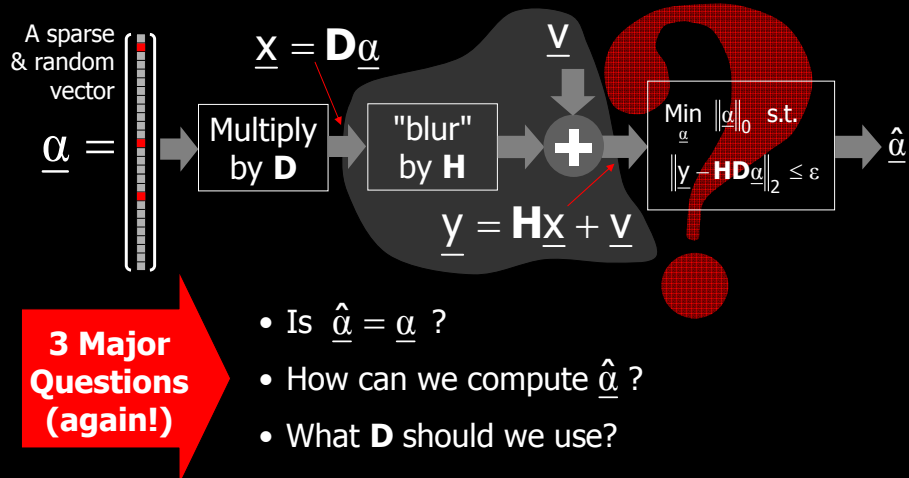 A sparse
& random
vector
α =
x = Dα
v
Multiply
by D
"blur"
by H
+
y = Hx + v
Min ‖α‖₀ s.t.
α
‖y − HDα‖₂ ≤ ε
α̂
3 Major
Questions
(again!)
• Is α̂ = α ?
• How can we compute α̂ ?
• What D should we use?